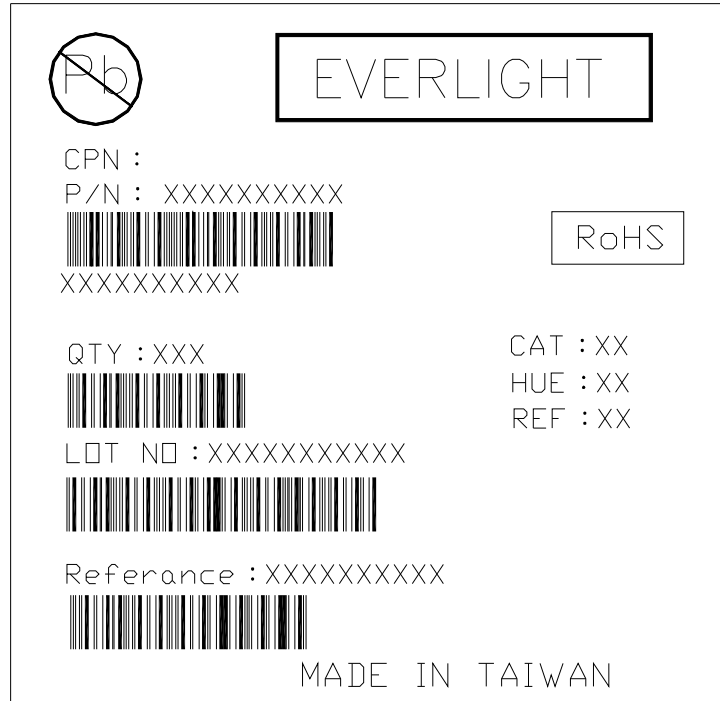 Pb
EVERLIGHT
CPN :
P/N : XXXXXXXXXX
RoHS
XXXXXXXXXX
QTY : XXX
CAT : XX
HUE : XX
REF : XX
LOT NO : XXXXXXXXXXX
Referance : XXXXXXXXXX
MADE IN TAIWAN